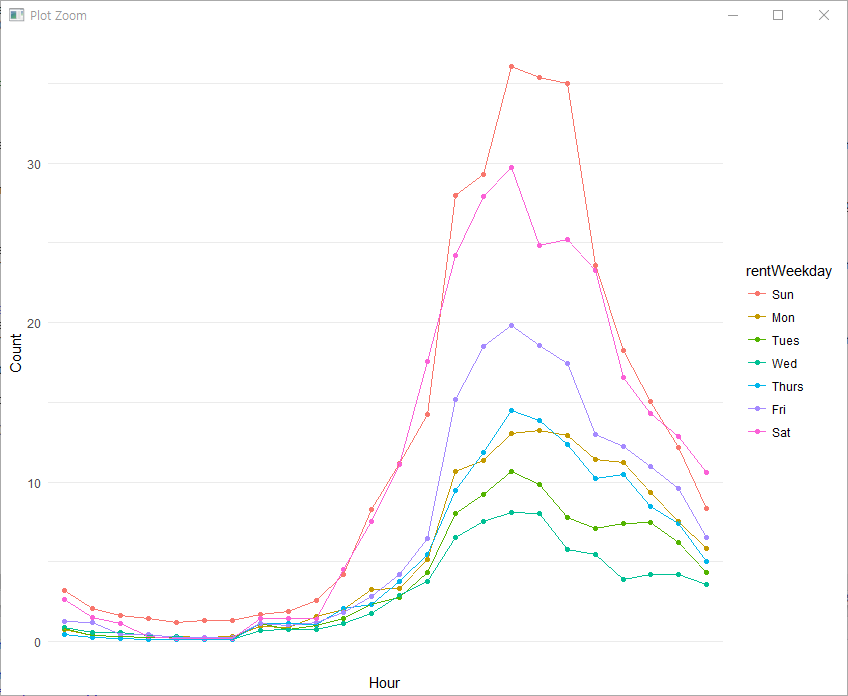 Plot Zoom
30
20
10
0
Count
Hour
rentWeekday
Sun
Mon
Tues
Wed
Thurs
Fri
Sat